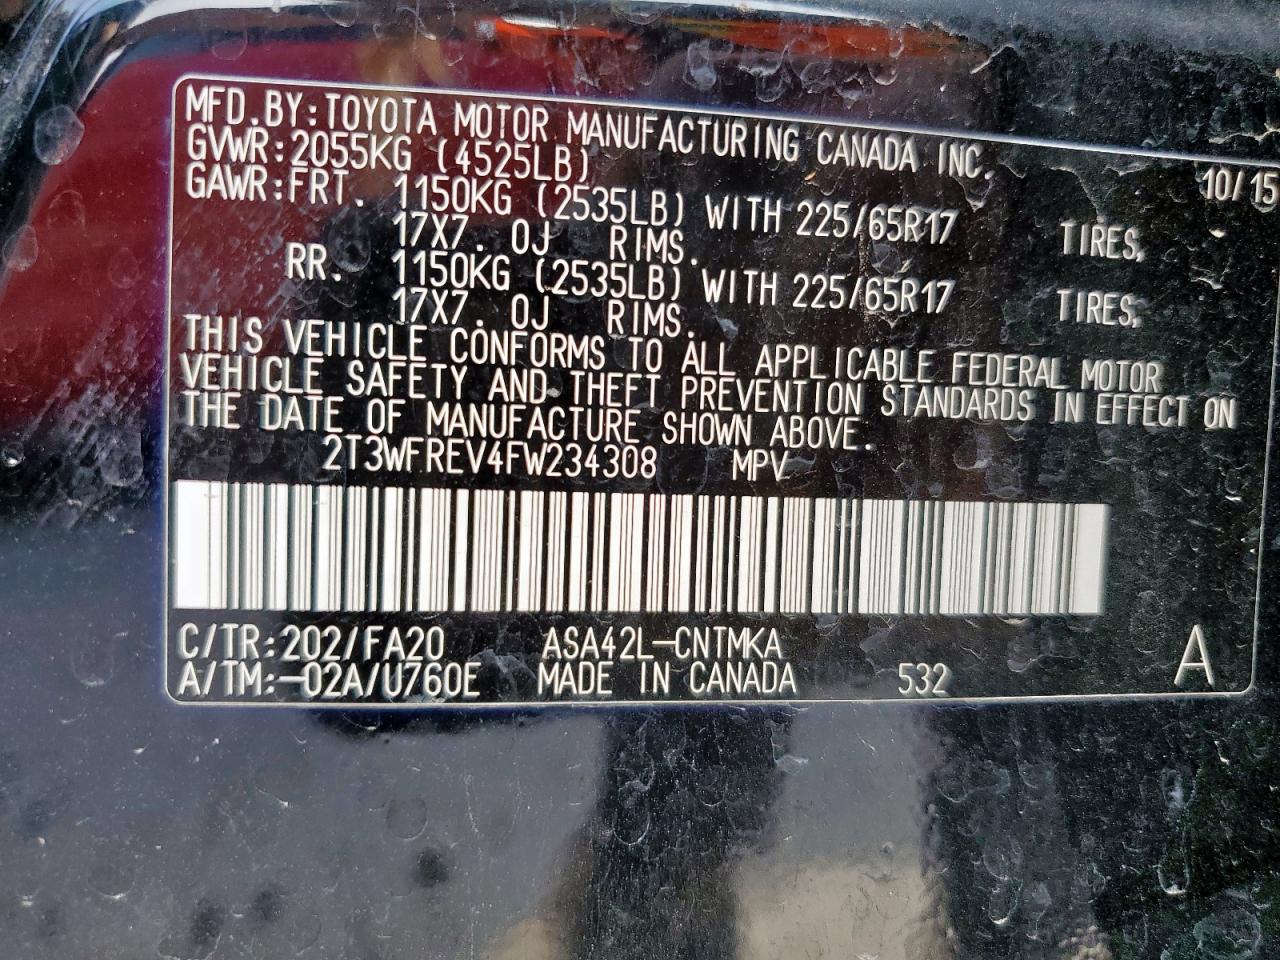 MFD.BY:TOYOTA MOTOR MANUFACTURING CANADA INC.
GVWR:2055KG (4525LB) 10/15
GAWR:FRT. 1150KG (2535LB) WITH 225/65R17 TIRES,
17X7.0J RIMS.
RR. 1150KG (2535LB) WITH 225/65R17 TIRES,
17X7.0J RIMS.
THIS VEHICLE CONFORMS TO ALL APPLICABLE FEDERAL MOTOR
VEHICLE SAFETY AND THEFT PREVENTION STANDARDS IN EFFECT ON
THE DATE OF MANUFACTURE SHOWN ABOVE.
2T3WFREV4FW234308 MPV
C/TR:202/FA20 ASA42L-CNTMKA
A/TM:-02A/U760E MADE IN CANADA 532 A